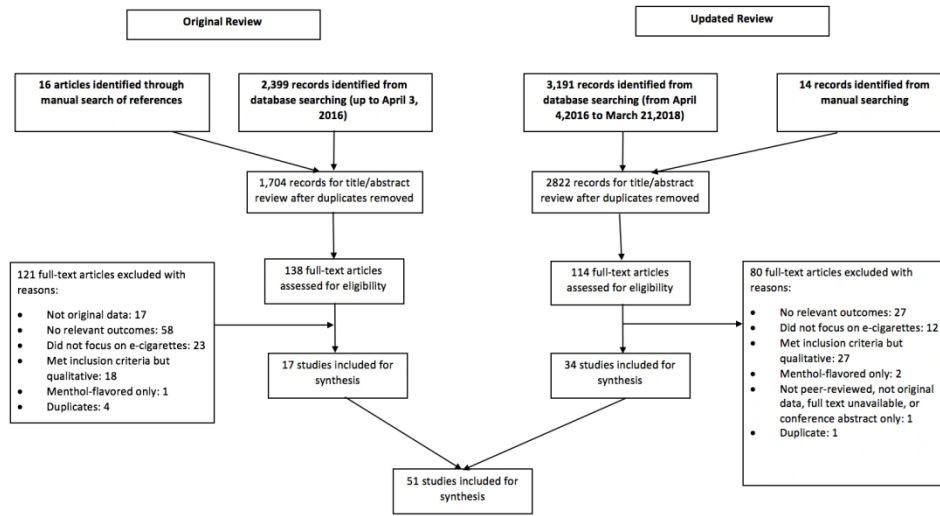 Original Review
Updated Review
16 articles identified through
manual search of references
2,399 records identified from
database searching (up to April 3,
2016)
3,191 records identified from
database searching (from April
4,2016 to March 21,2018)
14 records identified from
manual searching
1,704 records for title/abstract
review after duplicates removed
2822 records for title/abstract
review after duplicates removed
121 full-text articles excluded with
reasons:
• Not original data: 17
• No relevant outcomes: 58
• Did not focus on e-cigarettes: 23
• Met inclusion criteria but
qualitative: 18
• Menthol-flavored only: 1
• Duplicates: 4
138 full-text articles
assessed for eligibility
114 full-text articles
assessed for eligibility
80 full-text articles excluded with
reasons:
• No relevant outcomes: 27
• Did not focus on e-cigarettes: 12
• Met inclusion criteria but
qualitative: 27
• Menthol-flavored only: 2
• Not peer-reviewed, not original
data, full text unavailable, or
conference abstract only: 1
• Duplicate: 1
17 studies included for
synthesis
34 studies included for
synthesis
51 studies included for
synthesis